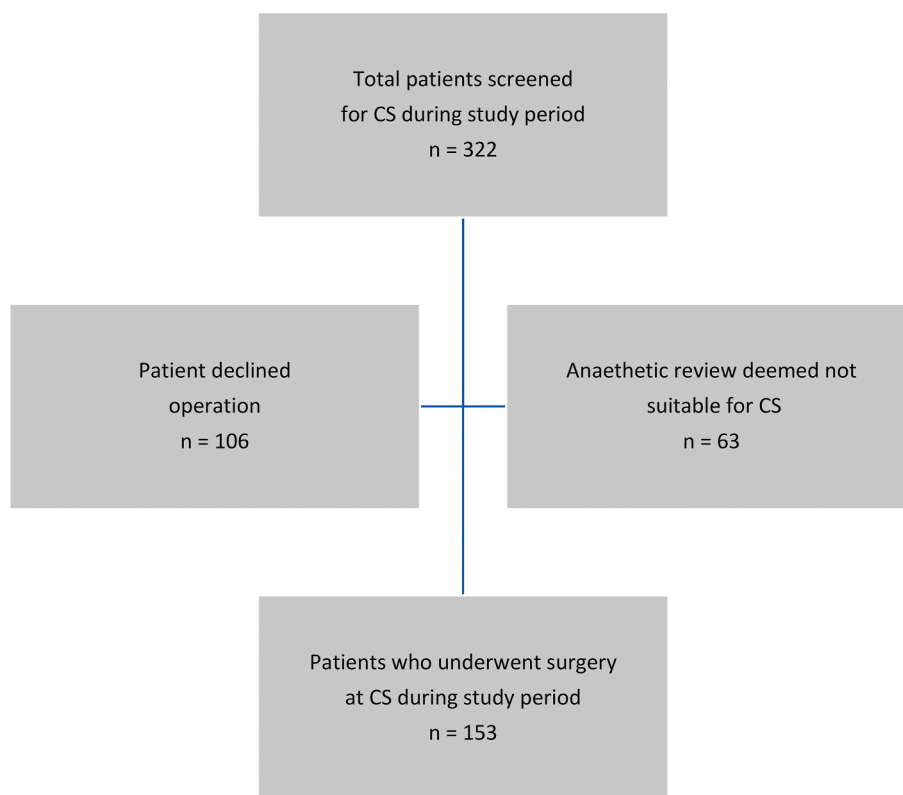 Total patients screened
for CS during study period
n = 322
Patient declined
operation
n = 106
Anaethetic review deemed not
suitable for CS
n = 63
Patients who underwent surgery
at CS during study period
n = 153